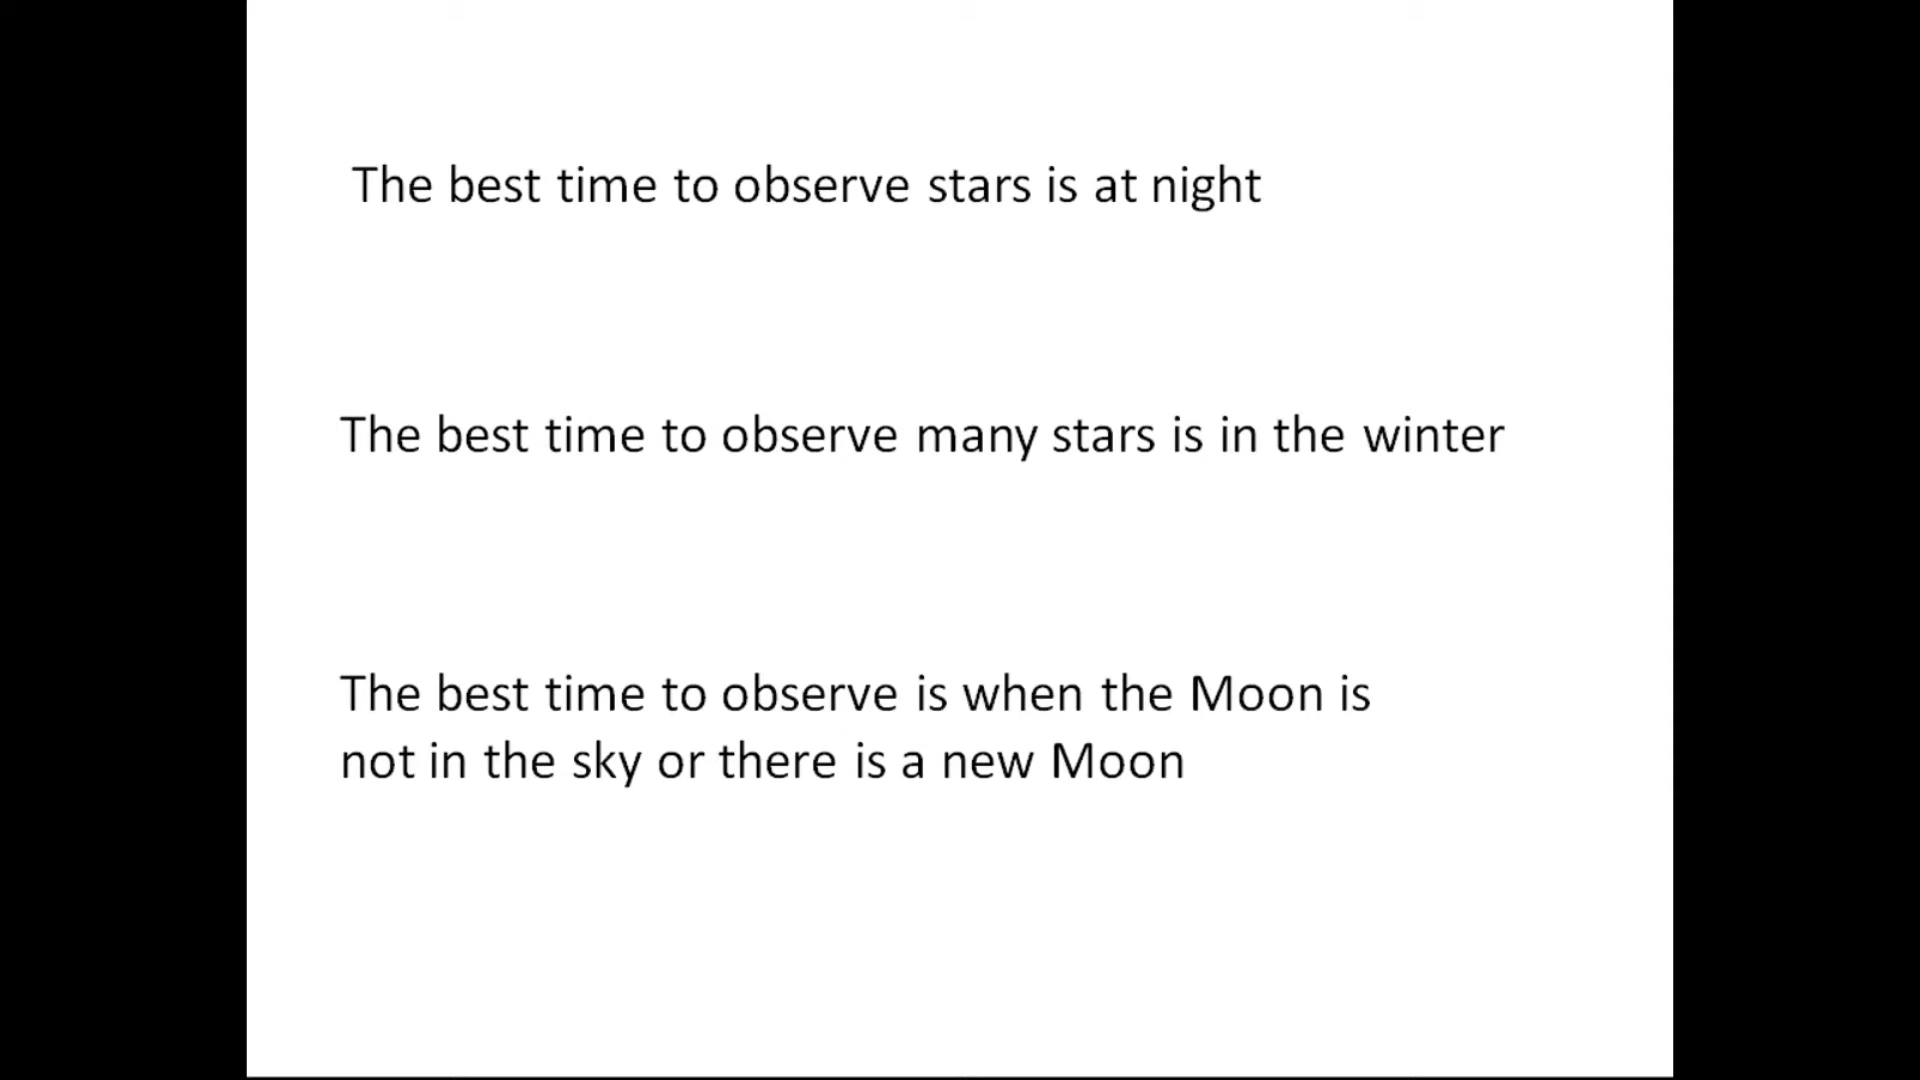 The best time to observe stars is at night
The best time to observe many stars is in the winter
The best time to observe is when the Moon is
not in the sky or there is a new Moon